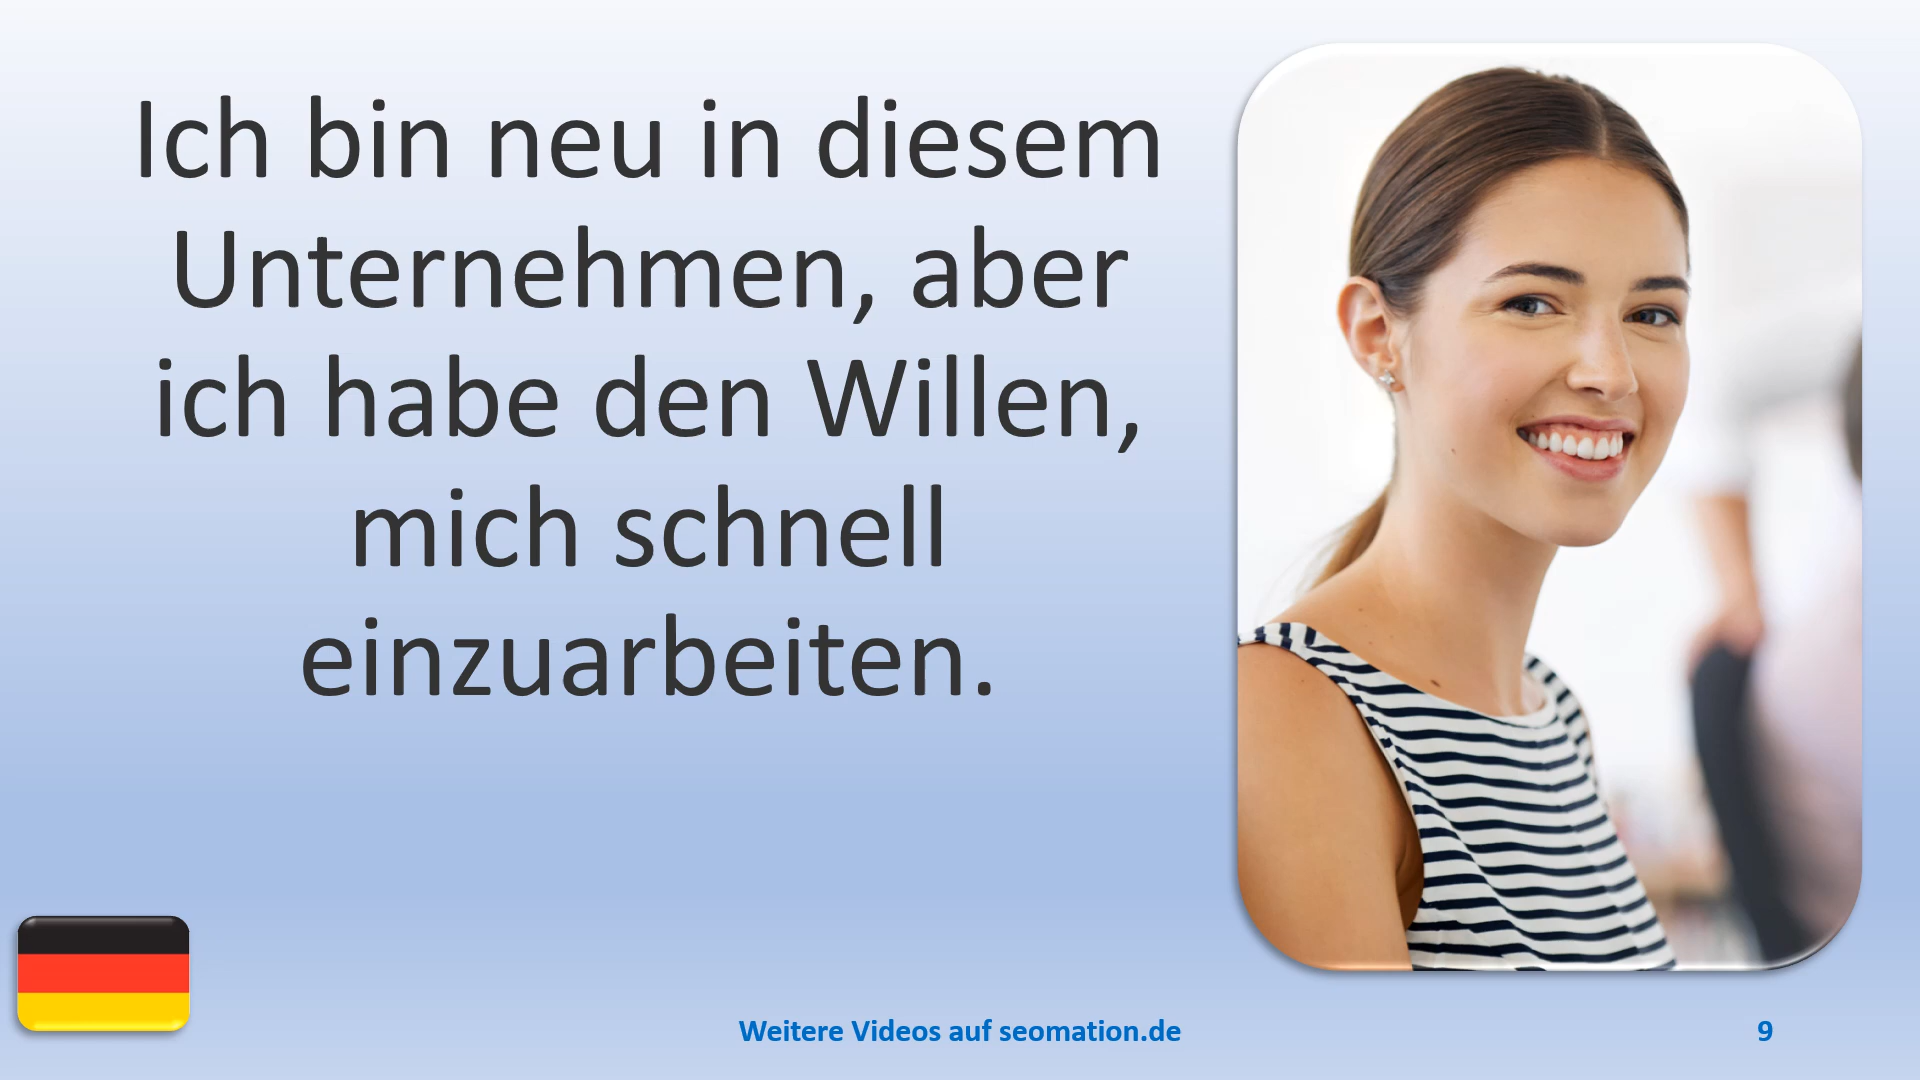 Ich bin neu in diesem
Unternehmen, aber
ich habe den Willen,
mich schnell
einzuarbeiten.
Weitere Videos auf seomation.de
9